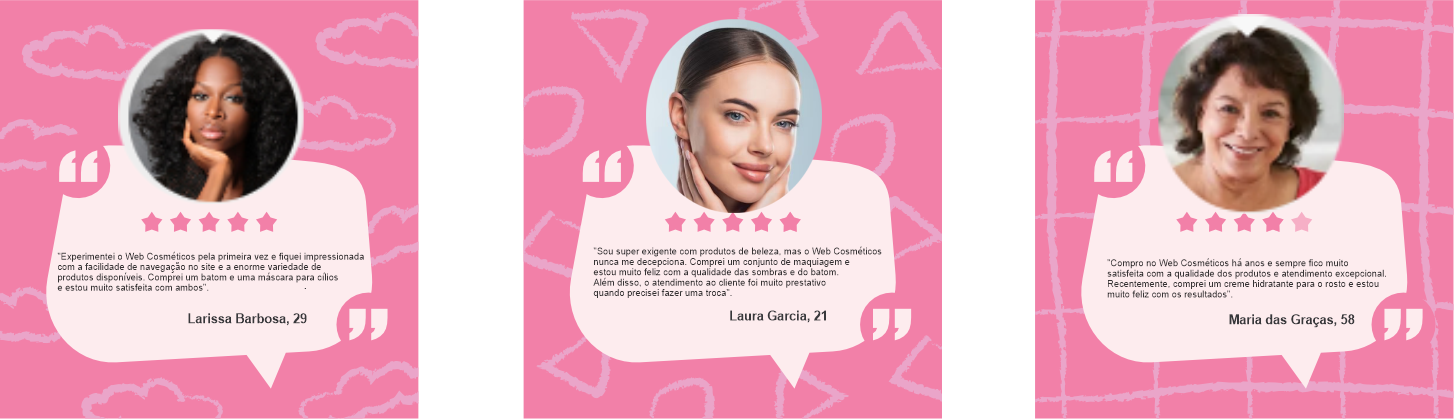 "Experimentei o Web Cosméticos pela primeira vez e fiquei impressionada
com a facilidade de navegação no site e a enorme variedade de
produtos disponíveis. Comprei um batom e uma máscara para cílios
e estou muito satisfeita com ambos".
Larissa Barbosa, 29
"Sou super exigente com produtos de beleza, mas o Web Cosméticos
nunca me decepciona. Comprei um conjunto de maquiagem e
estou muito feliz com a qualidade das sombras e do batom.
Além disso, o atendimento ao cliente foi muito prestativo
quando precisei fazer uma troca".
Laura Garcia, 21
"Compro no Web Cosméticos há anos e sempre fico muito
satisfeita com a qualidade dos produtos e atendimento excepcional.
Recentemente, comprei um creme hidratante para o rosto e estou
muito feliz com os resultados".
Maria das Graças, 58